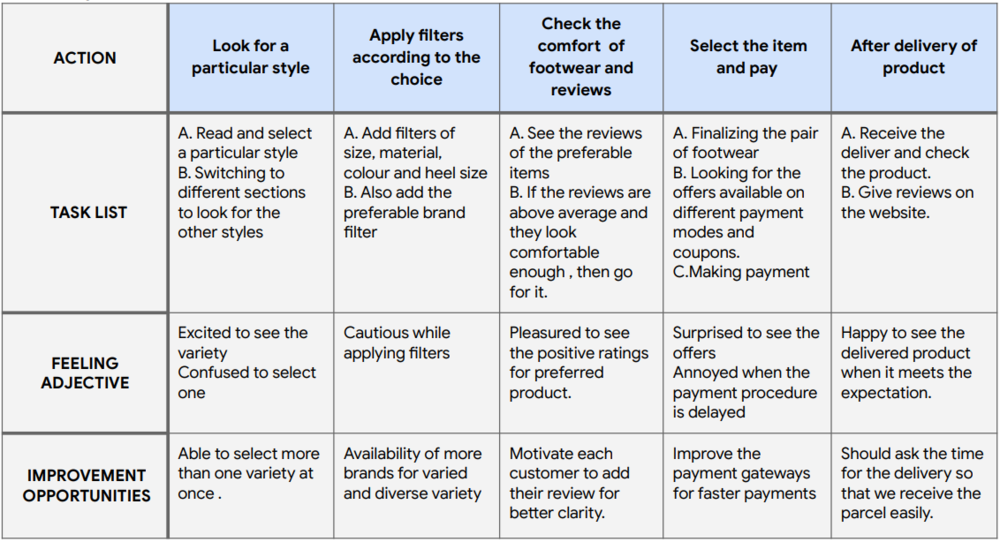 ACTION
Look for a
particular style
Apply filters
according to the
choice
Check the
comfort of
footwear and
reviews
Select the item
and pay
After delivery of
product
TASK LIST
A. Read and select
a particular style
B. Switching to
different sections
to look for the
other styles
A. Add filters of
size, material,
colour and heel size
B. Also add the
preferable brand
filter
A. See the reviews
of the preferable
items
B. If the reviews are
above average and
they look
comfortable
enough , then go
for it.
A. Finalizing the pair
of footwear
B. Looking for the
offers available on
different payment
modes and
coupons.
C.Making payment
A. Receive the
deliver and check
the product.
B. Give reviews on
the website.
FEELING
ADJECTIVE
Excited to see the
variety
Confused to select
one
Cautious while
applying filters
Pleasured to see
the positive ratings
for preferred
product.
Surprised to see the
offers
Annoyed when the
payment procedure
is delayed
Happy to see the
delivered product
when it meets the
expectation.
IMPROVEMENT
OPPORTUNITIES
Able to select more
than one variety at
once .
Availability of more
brands for varied
and diverse variety
Motivate each
customer to add
their review for
better clarity.
Improve the
payment gateways
for faster payments
Should ask the time
for the delivery so
that we receive the
parcel easily.